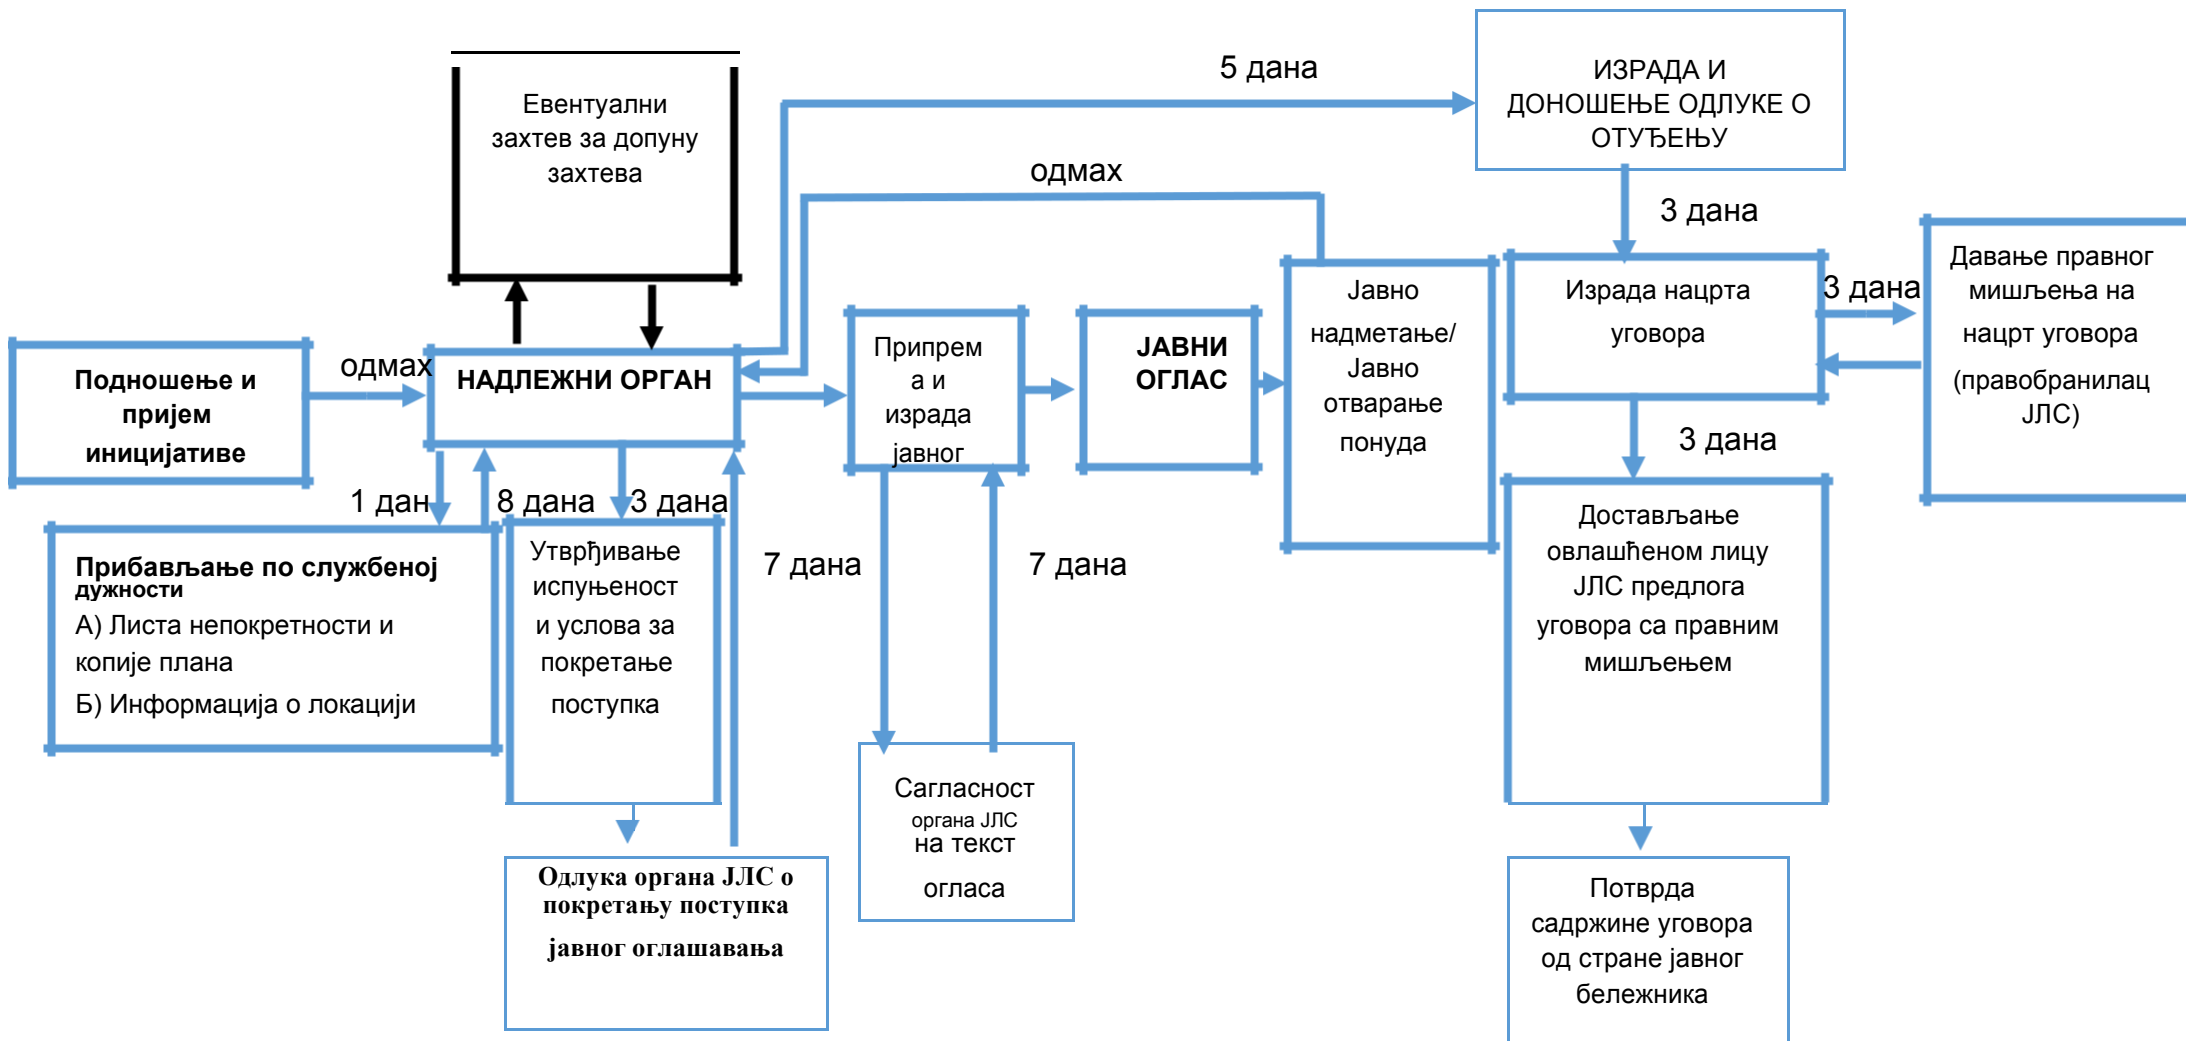 Подношење и
пријем
иницијативе
одмах
Евентуални
захтев за допуну
захтева
НАДЛЕЖНИ ОРГАН
1 дан
8 дана
3 дана
Прибављање по службеној
дужности
А) Листа непокретности и
копије плана
Б) Информација о локацији
Утврђивање
испуњеност
и услова за
покретање
поступка
Одлука органа ЈЛС о
покретању поступка
јавног оглашавања
Припрем
а и
израда
јавног
7 дана
7 дана
Сагласност
органа ЈЛС
на текст
огласа
ЈАВНИ
ОГЛАС
Јавно
надметање/
Јавно
отварање
понуда
одмах
5 дана
ИЗРАДА И
ДОНОШЕЊЕ ОДЛУКЕ О
ОТУЂЕЊУ
3 дана
Израда нацрта
уговора
3 дана
Давање правног
мишљења на
нацрт уговора
(правобранилац
ЈЛС)
3 дана
Достављање
овлашћеном лицу
ЈЛС предлога
уговора са правним
мишљењем
Потврда
садржине уговора
од стране јавног
бележника